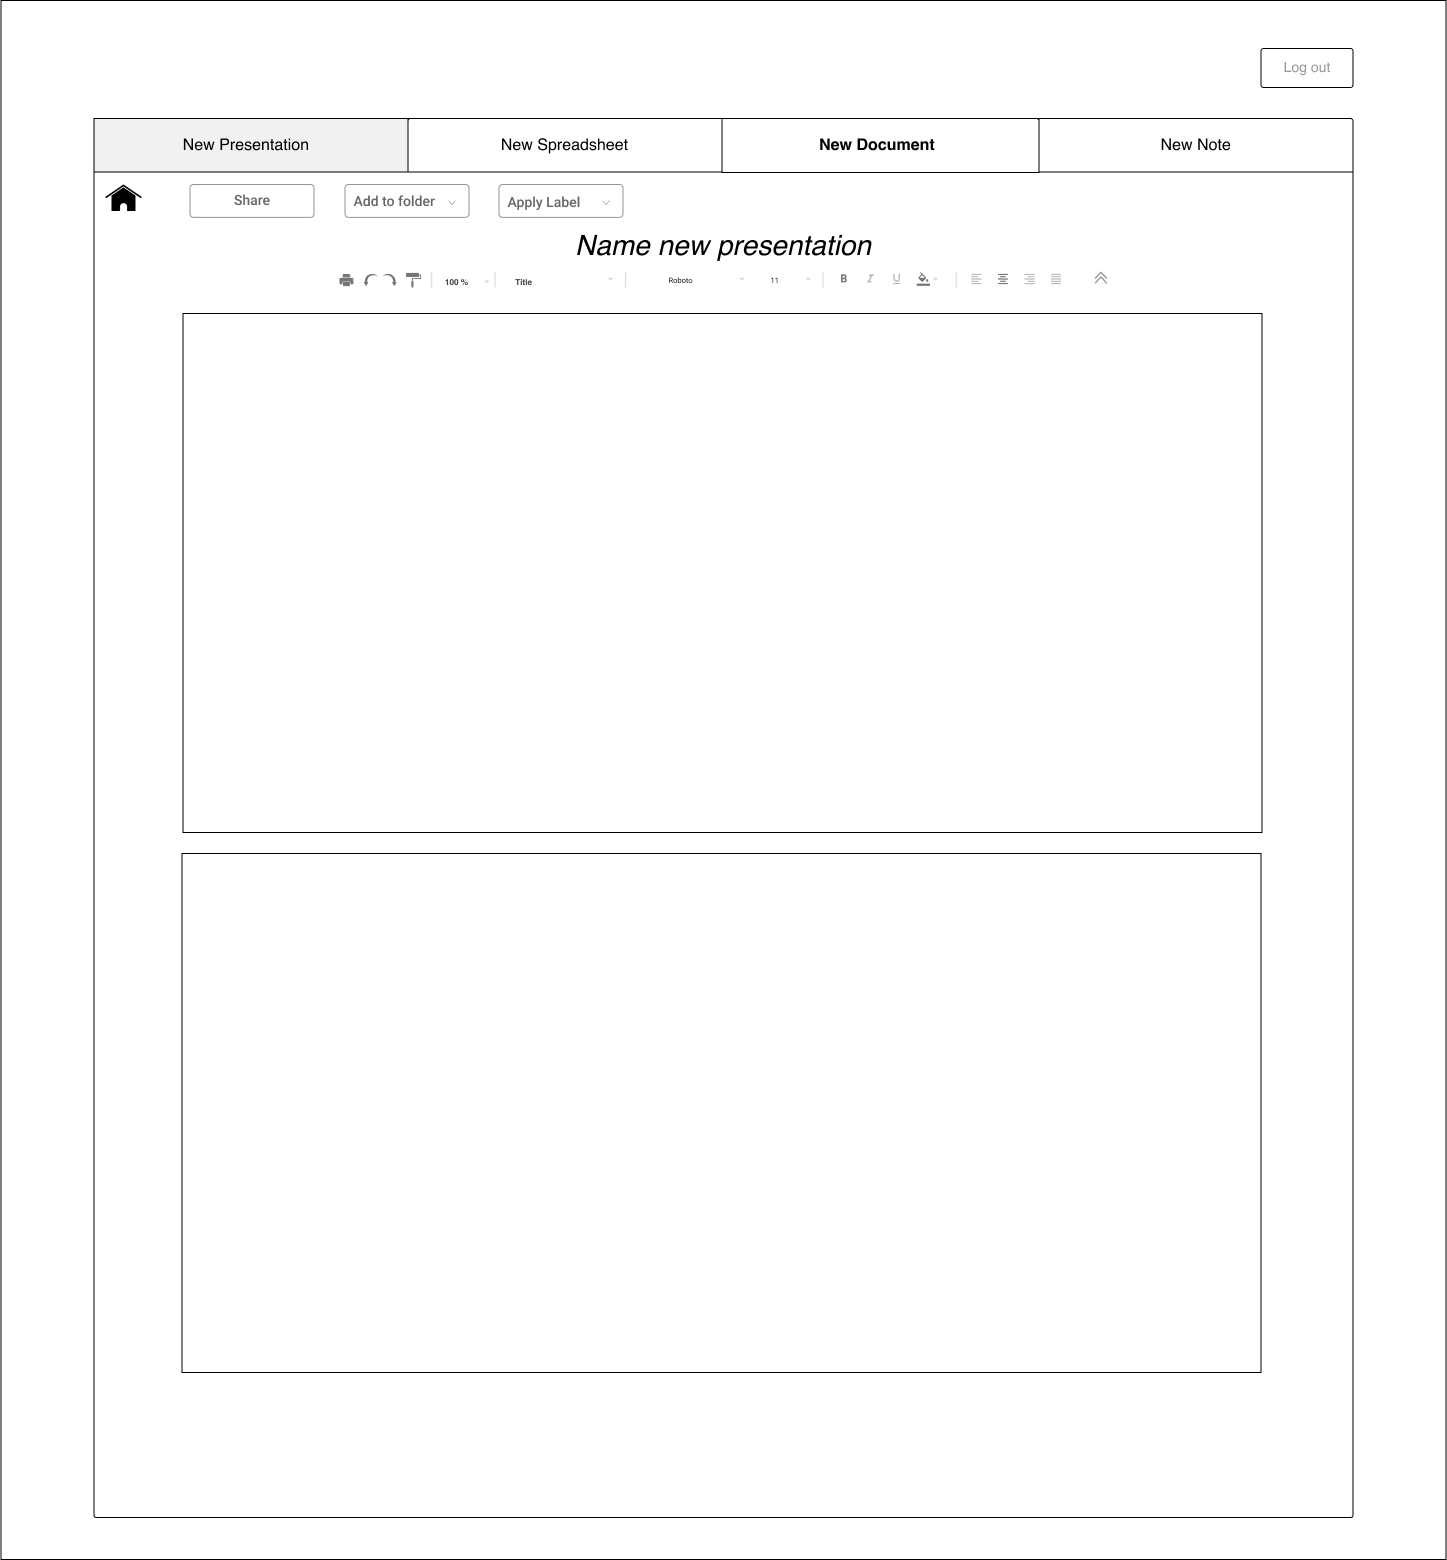 Log out
New Presentation New Spreadsheet New Document New Note
Share Add to folder Apply Label
Name new presentation
100 % Title Roboto 11 B I U